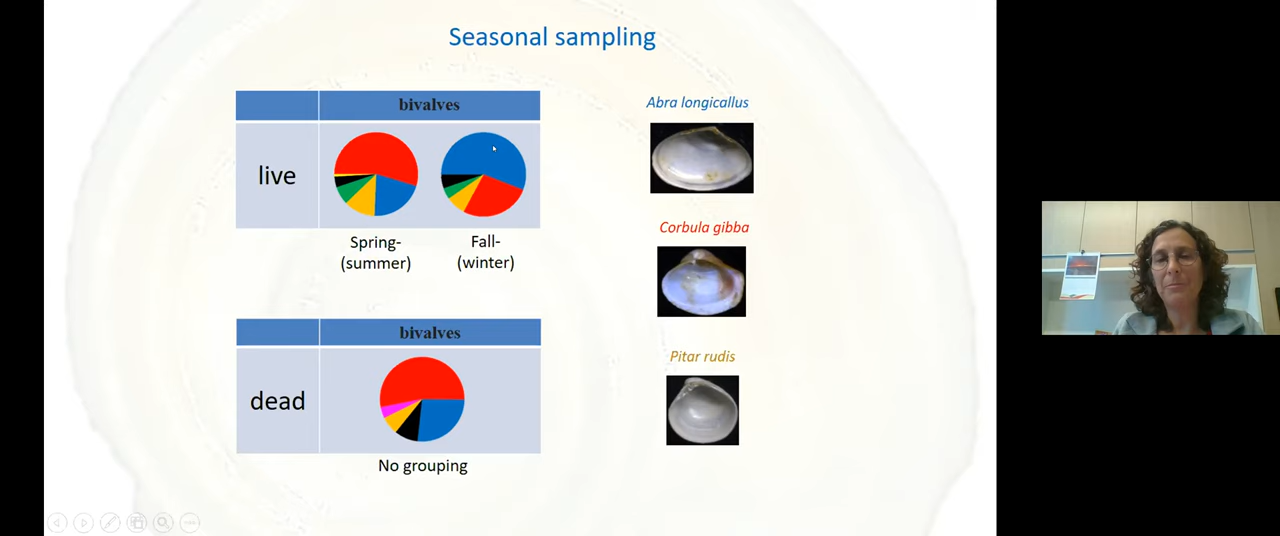 Seasonal sampling
bivalves
live
Spring-
(summer)
Fall-
(winter)
bivalves
dead
No grouping
Abra longicallus
Corbula gibba
Pitar rudis